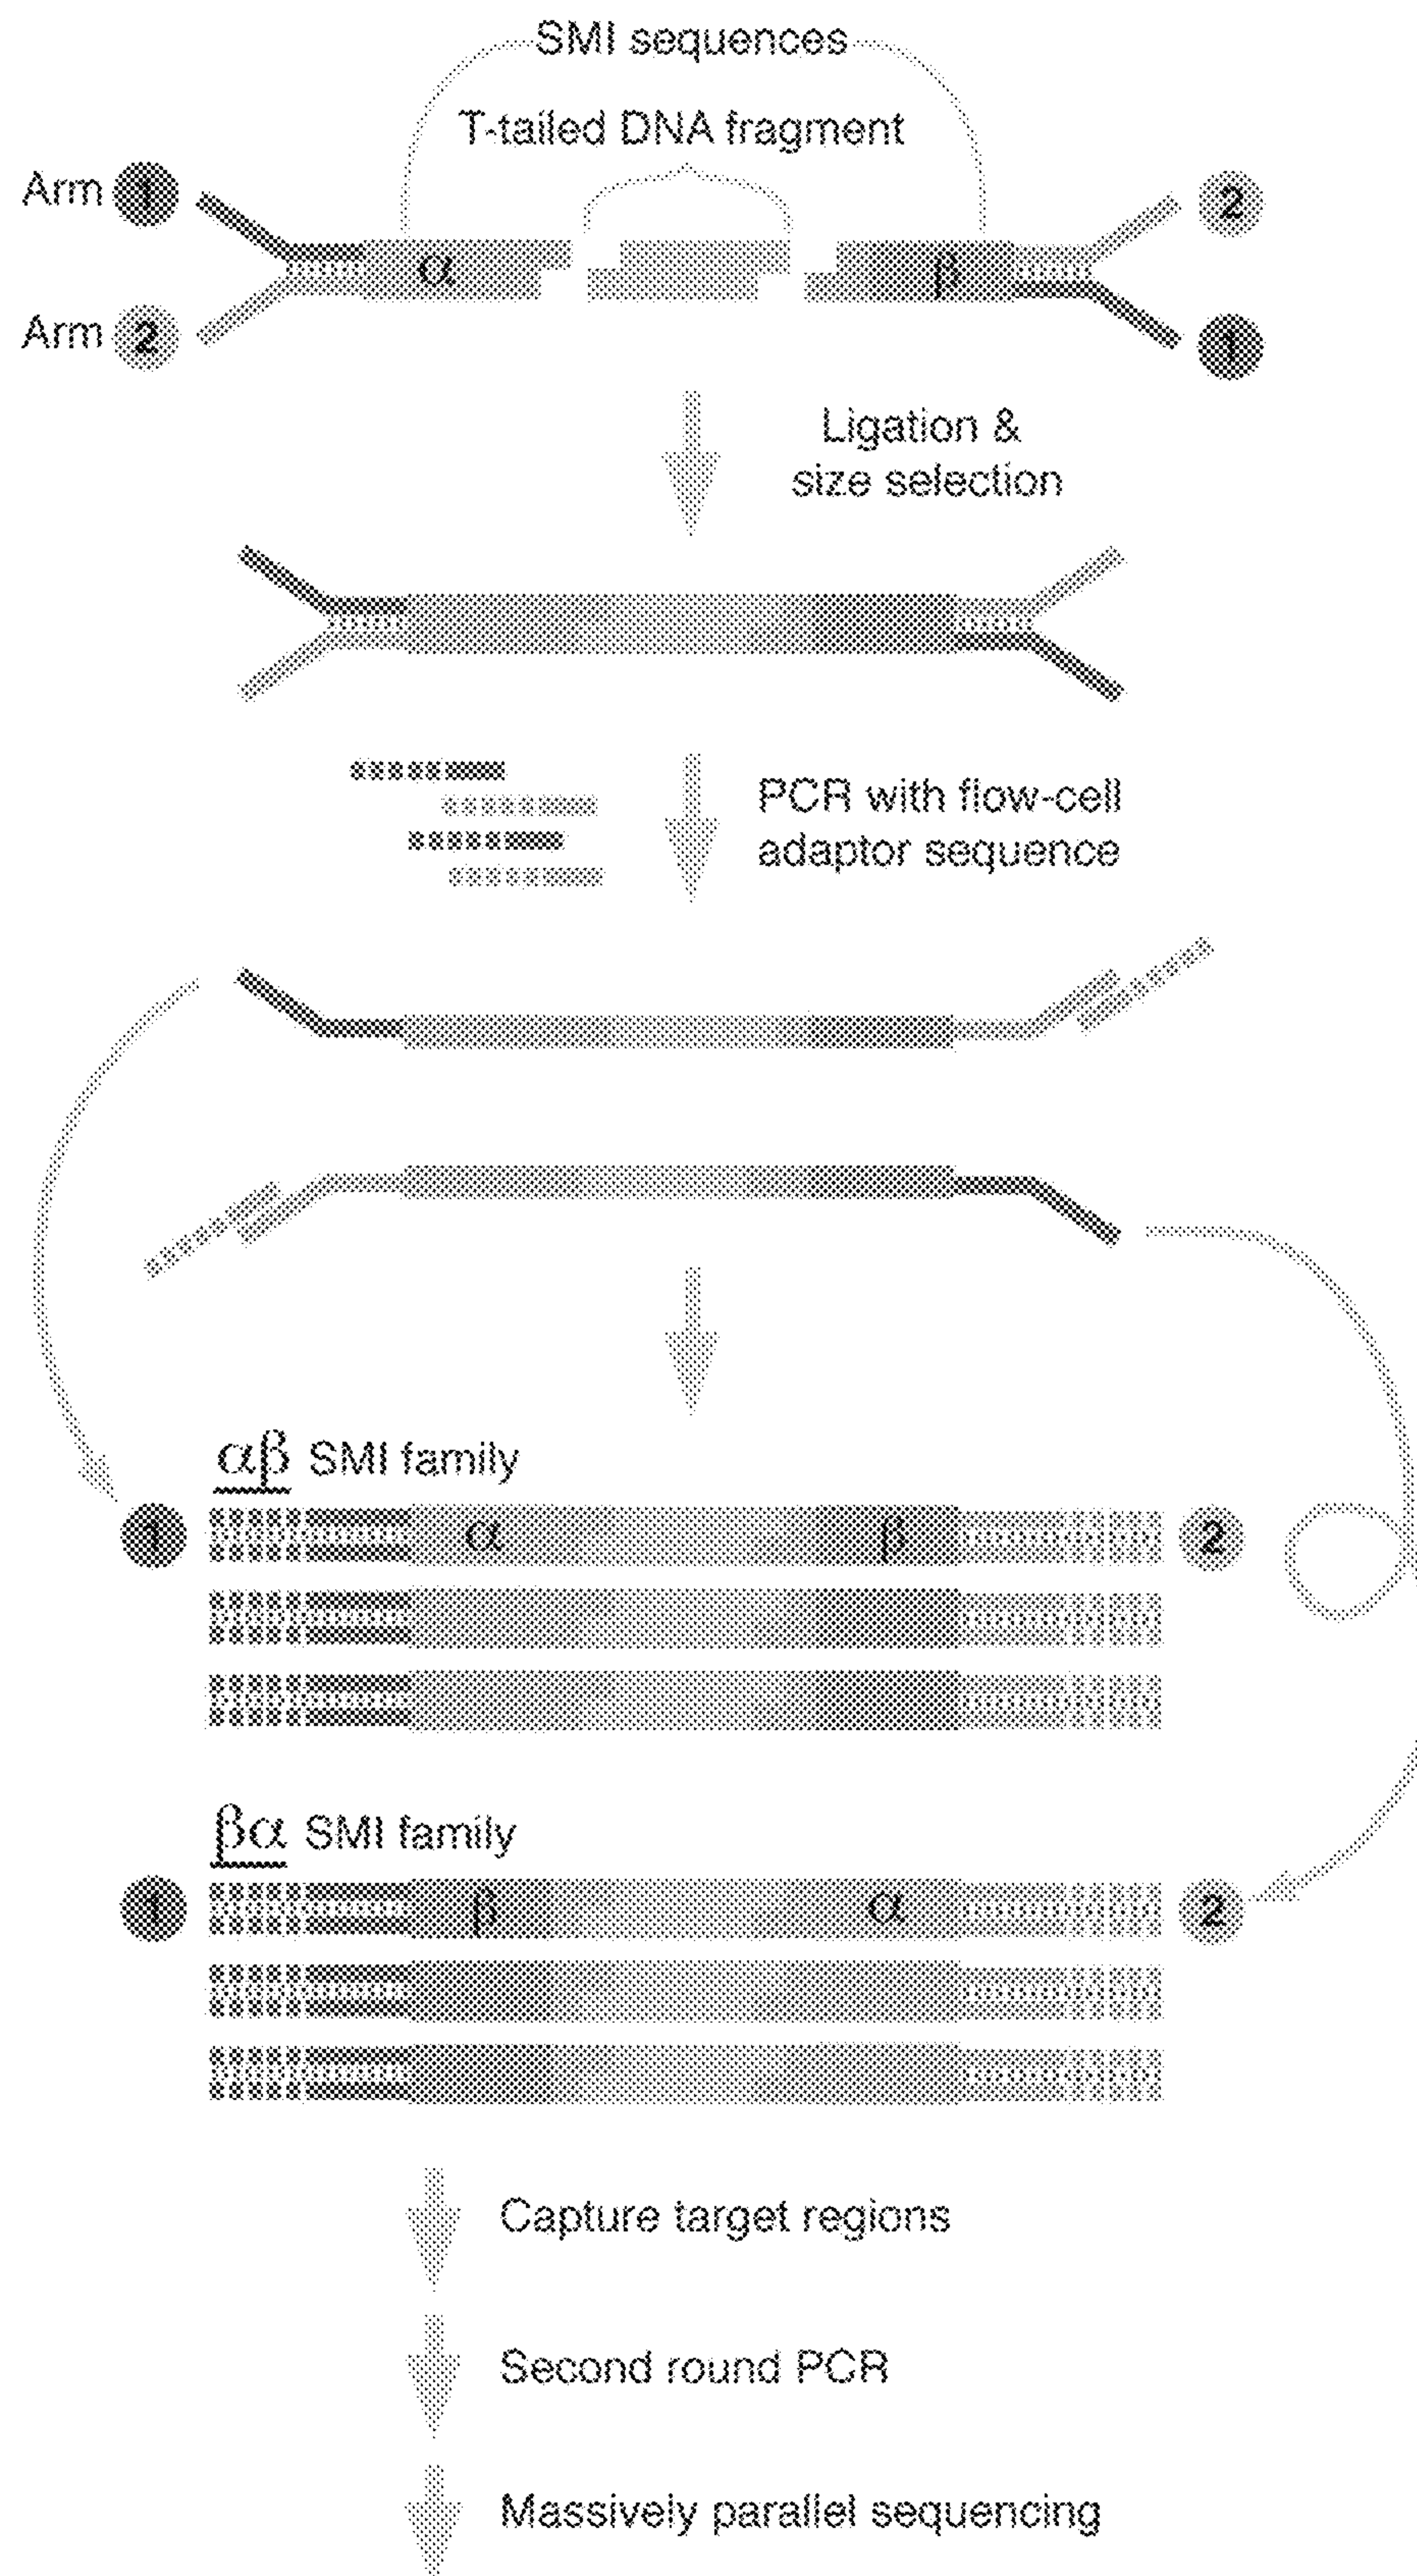 SMI sequences
T-tailed DNA fragment
Arm 1
2
α
β
Arm 2
1
Ligation &
size selection
PCR with flow-cell
adaptor sequence
αβ SMI family
1
α
β
2
βα SMI family
1
β
α
2
Capture target regions
Second round PCR
Massively parallel sequencing